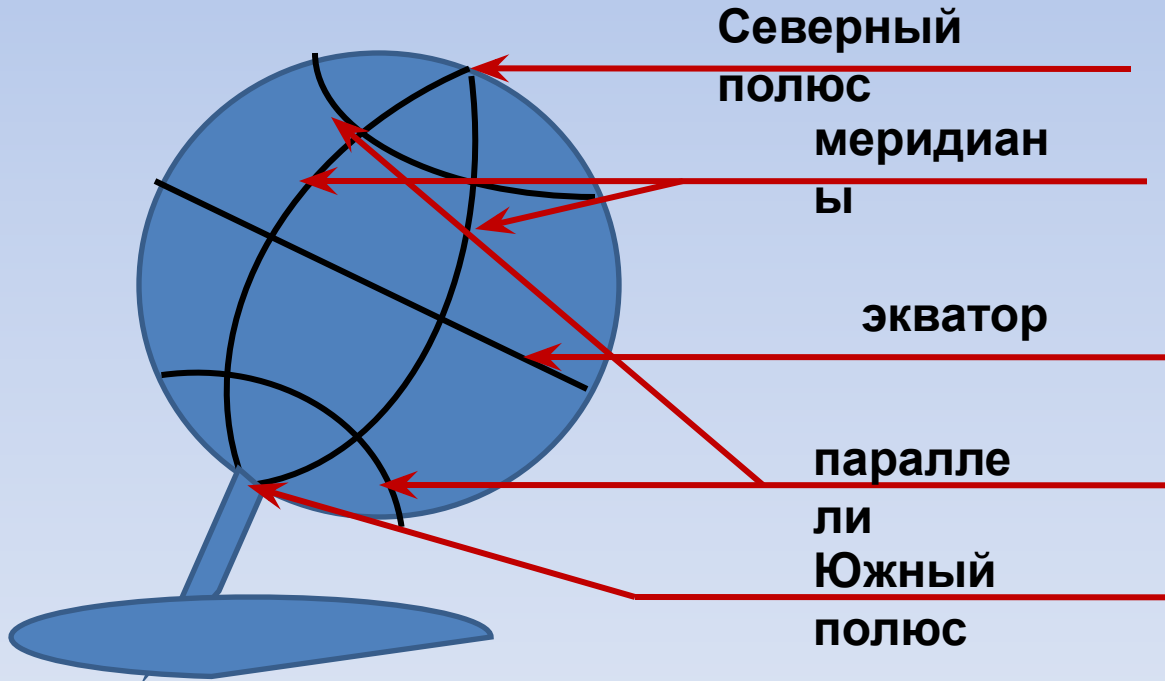 Северный
полюс
меридиан
ы
экватор
паралле
ли
Южный
полюс